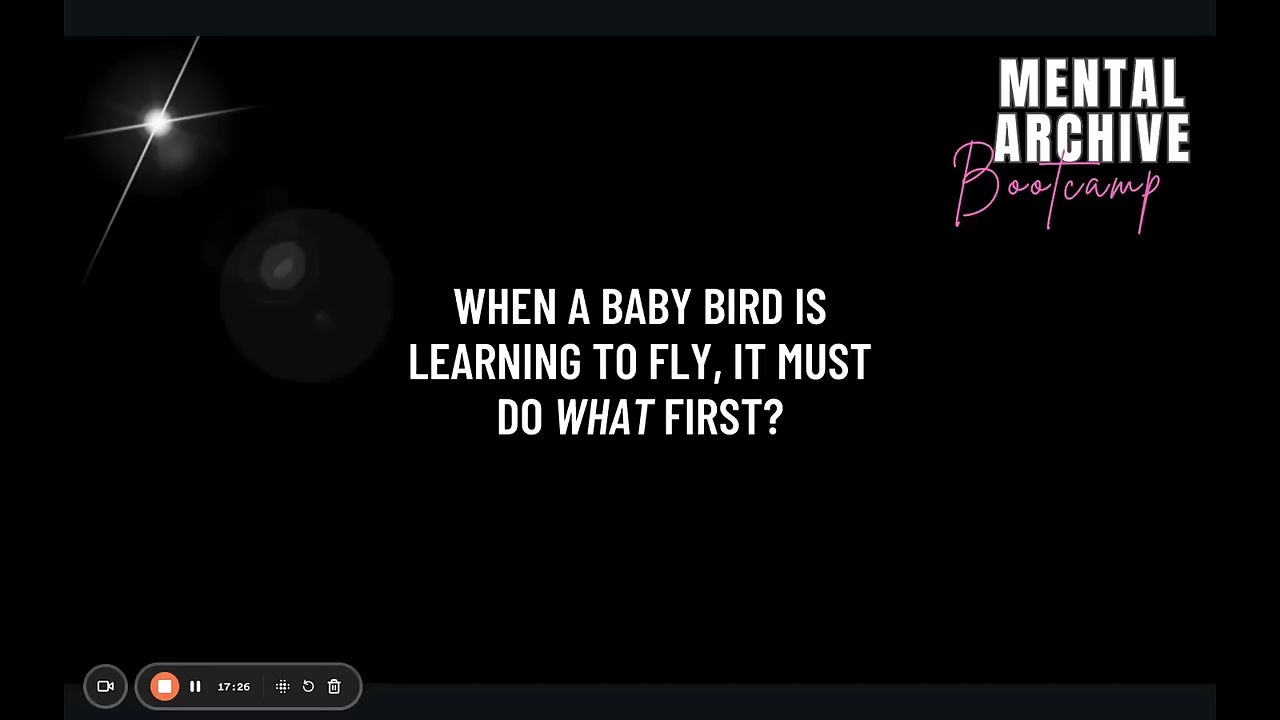 MENTAL
ARCHIVE
Bootcamp
WHEN A BABY BIRD IS
LEARNING TO FLY, IT MUST
DO WHAT FIRST?
17:26